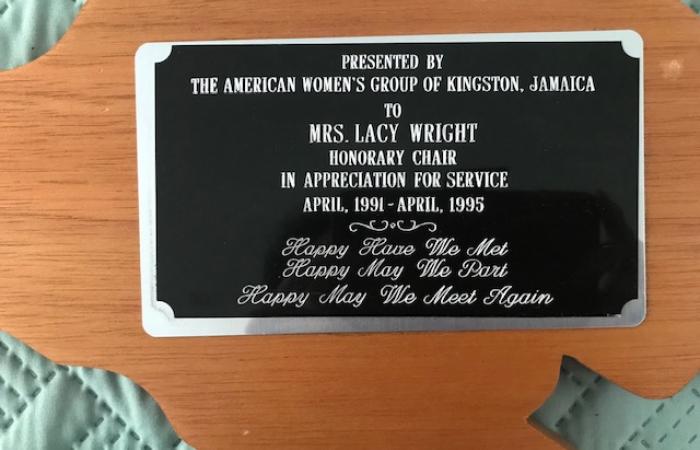 PRESENTED BY
THE AMERICAN WOMEN'S GROUP OF KINGSTON, JAMAICA
TO
MRS. LACY WRIGHT
HONORARY CHAIR
IN APPRECIATION FOR SERVICE
APRIL, 1991 - APRIL, 1995
Happy Have We Met
Happy May We Part
Happy May We Meet Again